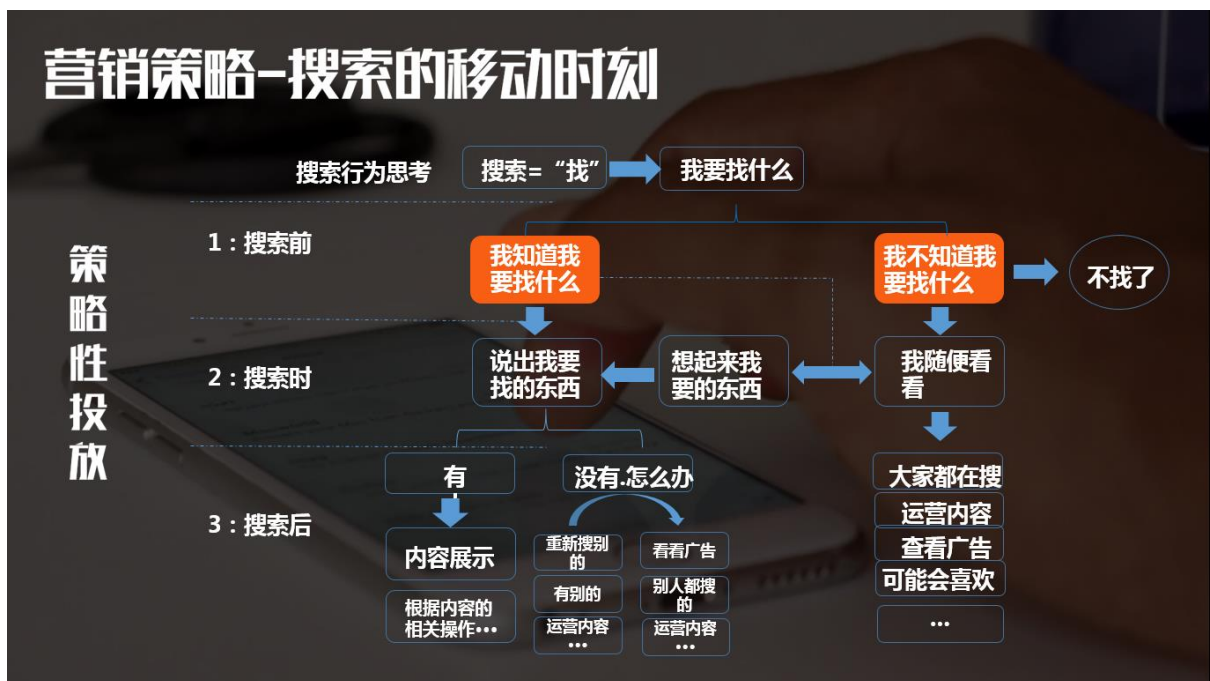 营销策略-搜索的移动时刻
搜索行为思考
搜索=“找”
我要找什么
策略性投放
1：搜索前
我知道我
要找什么
我不知道我
要找什么
不找了
2：搜索时
说出我要
找的东西
想起来我
要的东西
我随便看
看
3：搜索后
有
没有.怎么办
内容展示
根据内容的
相关操作…
重新搜别
的
有别的
运营内容
…
看看广告
别人都搜
的
运营内容
…
大家都在搜
运营内容
查看广告
可能会喜欢
…